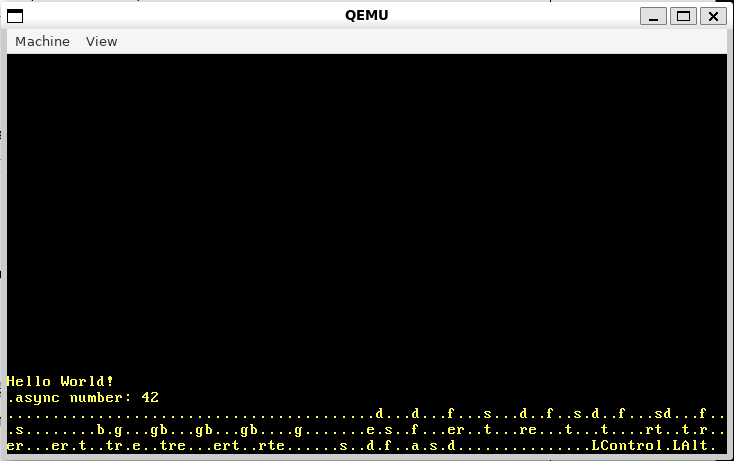 QEMU
Machine View
Hello World!
.async number: 42
.........................................d...d...f...s...d..f..s.d..f...sd...f..
.s........b.g...gb...gb...gb....g.......e.s..f...er..t...re...t...t....rt..t.r..
er...er.t..tr.e..tre...ert..rte......s..d.f..a.s.d...............LControl.LAlt.